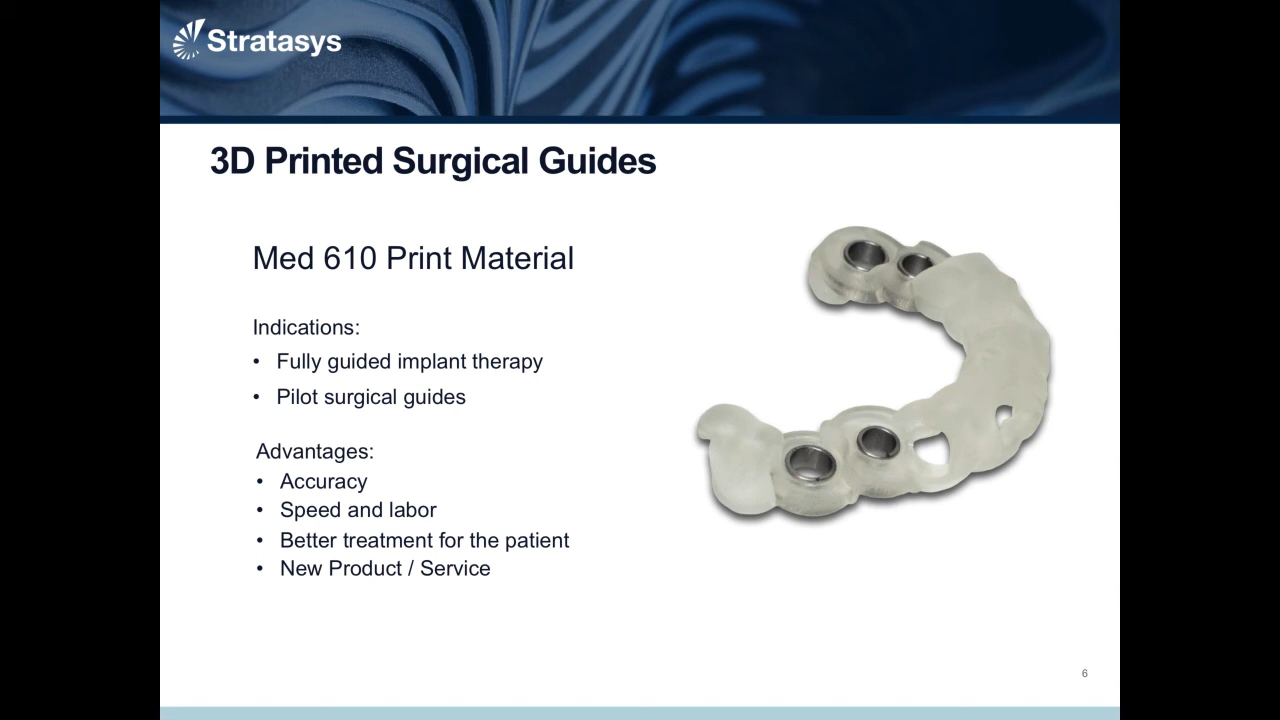 Stratasys
3D Printed Surgical Guides
Med 610 Print Material
Indications:
• Fully guided implant therapy
• Pilot surgical guides
Advantages:
• Accuracy
• Speed and labor
• Better treatment for the patient
• New Product / Service
6